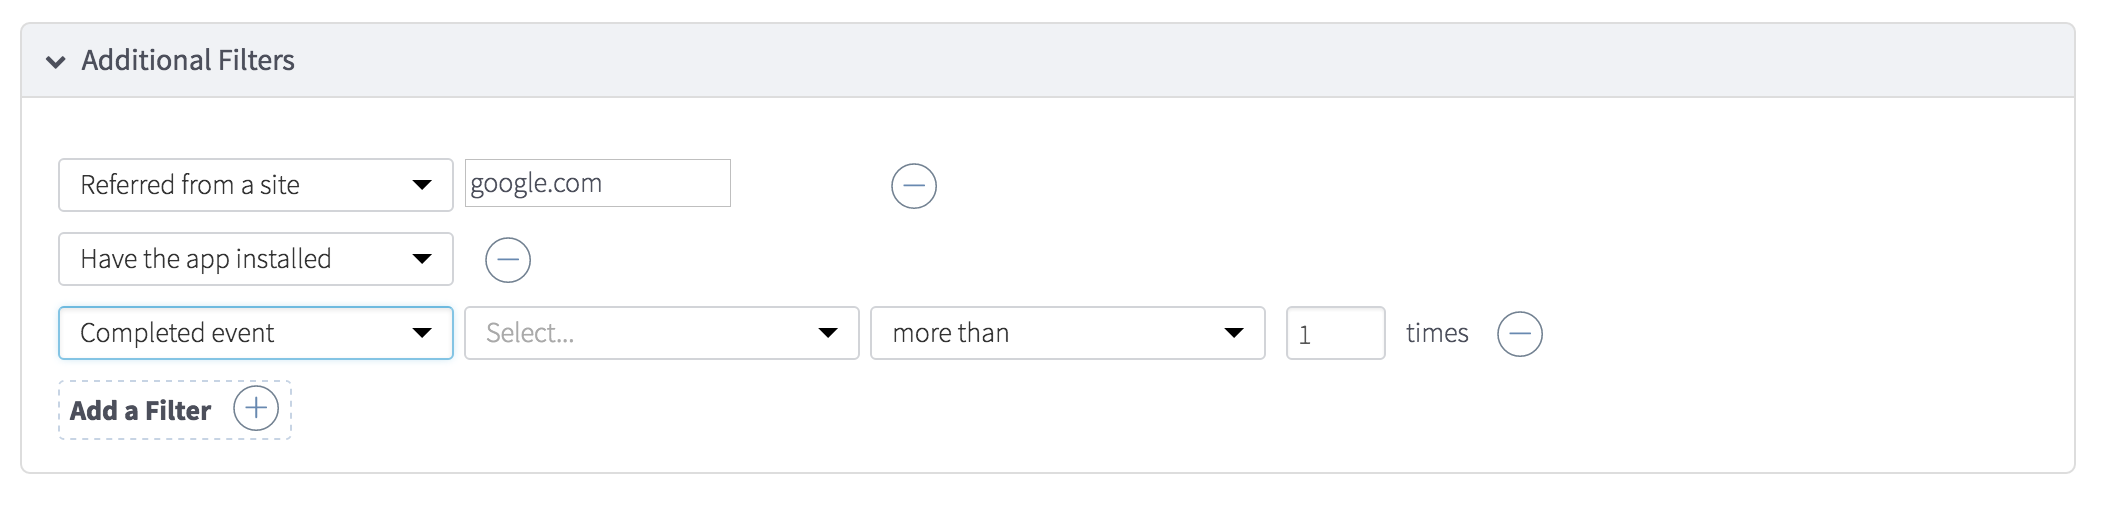 Additional Filters
Referred from a site google.com
Have the app installed
Completed event Select... more than 1 times
Add a Filter